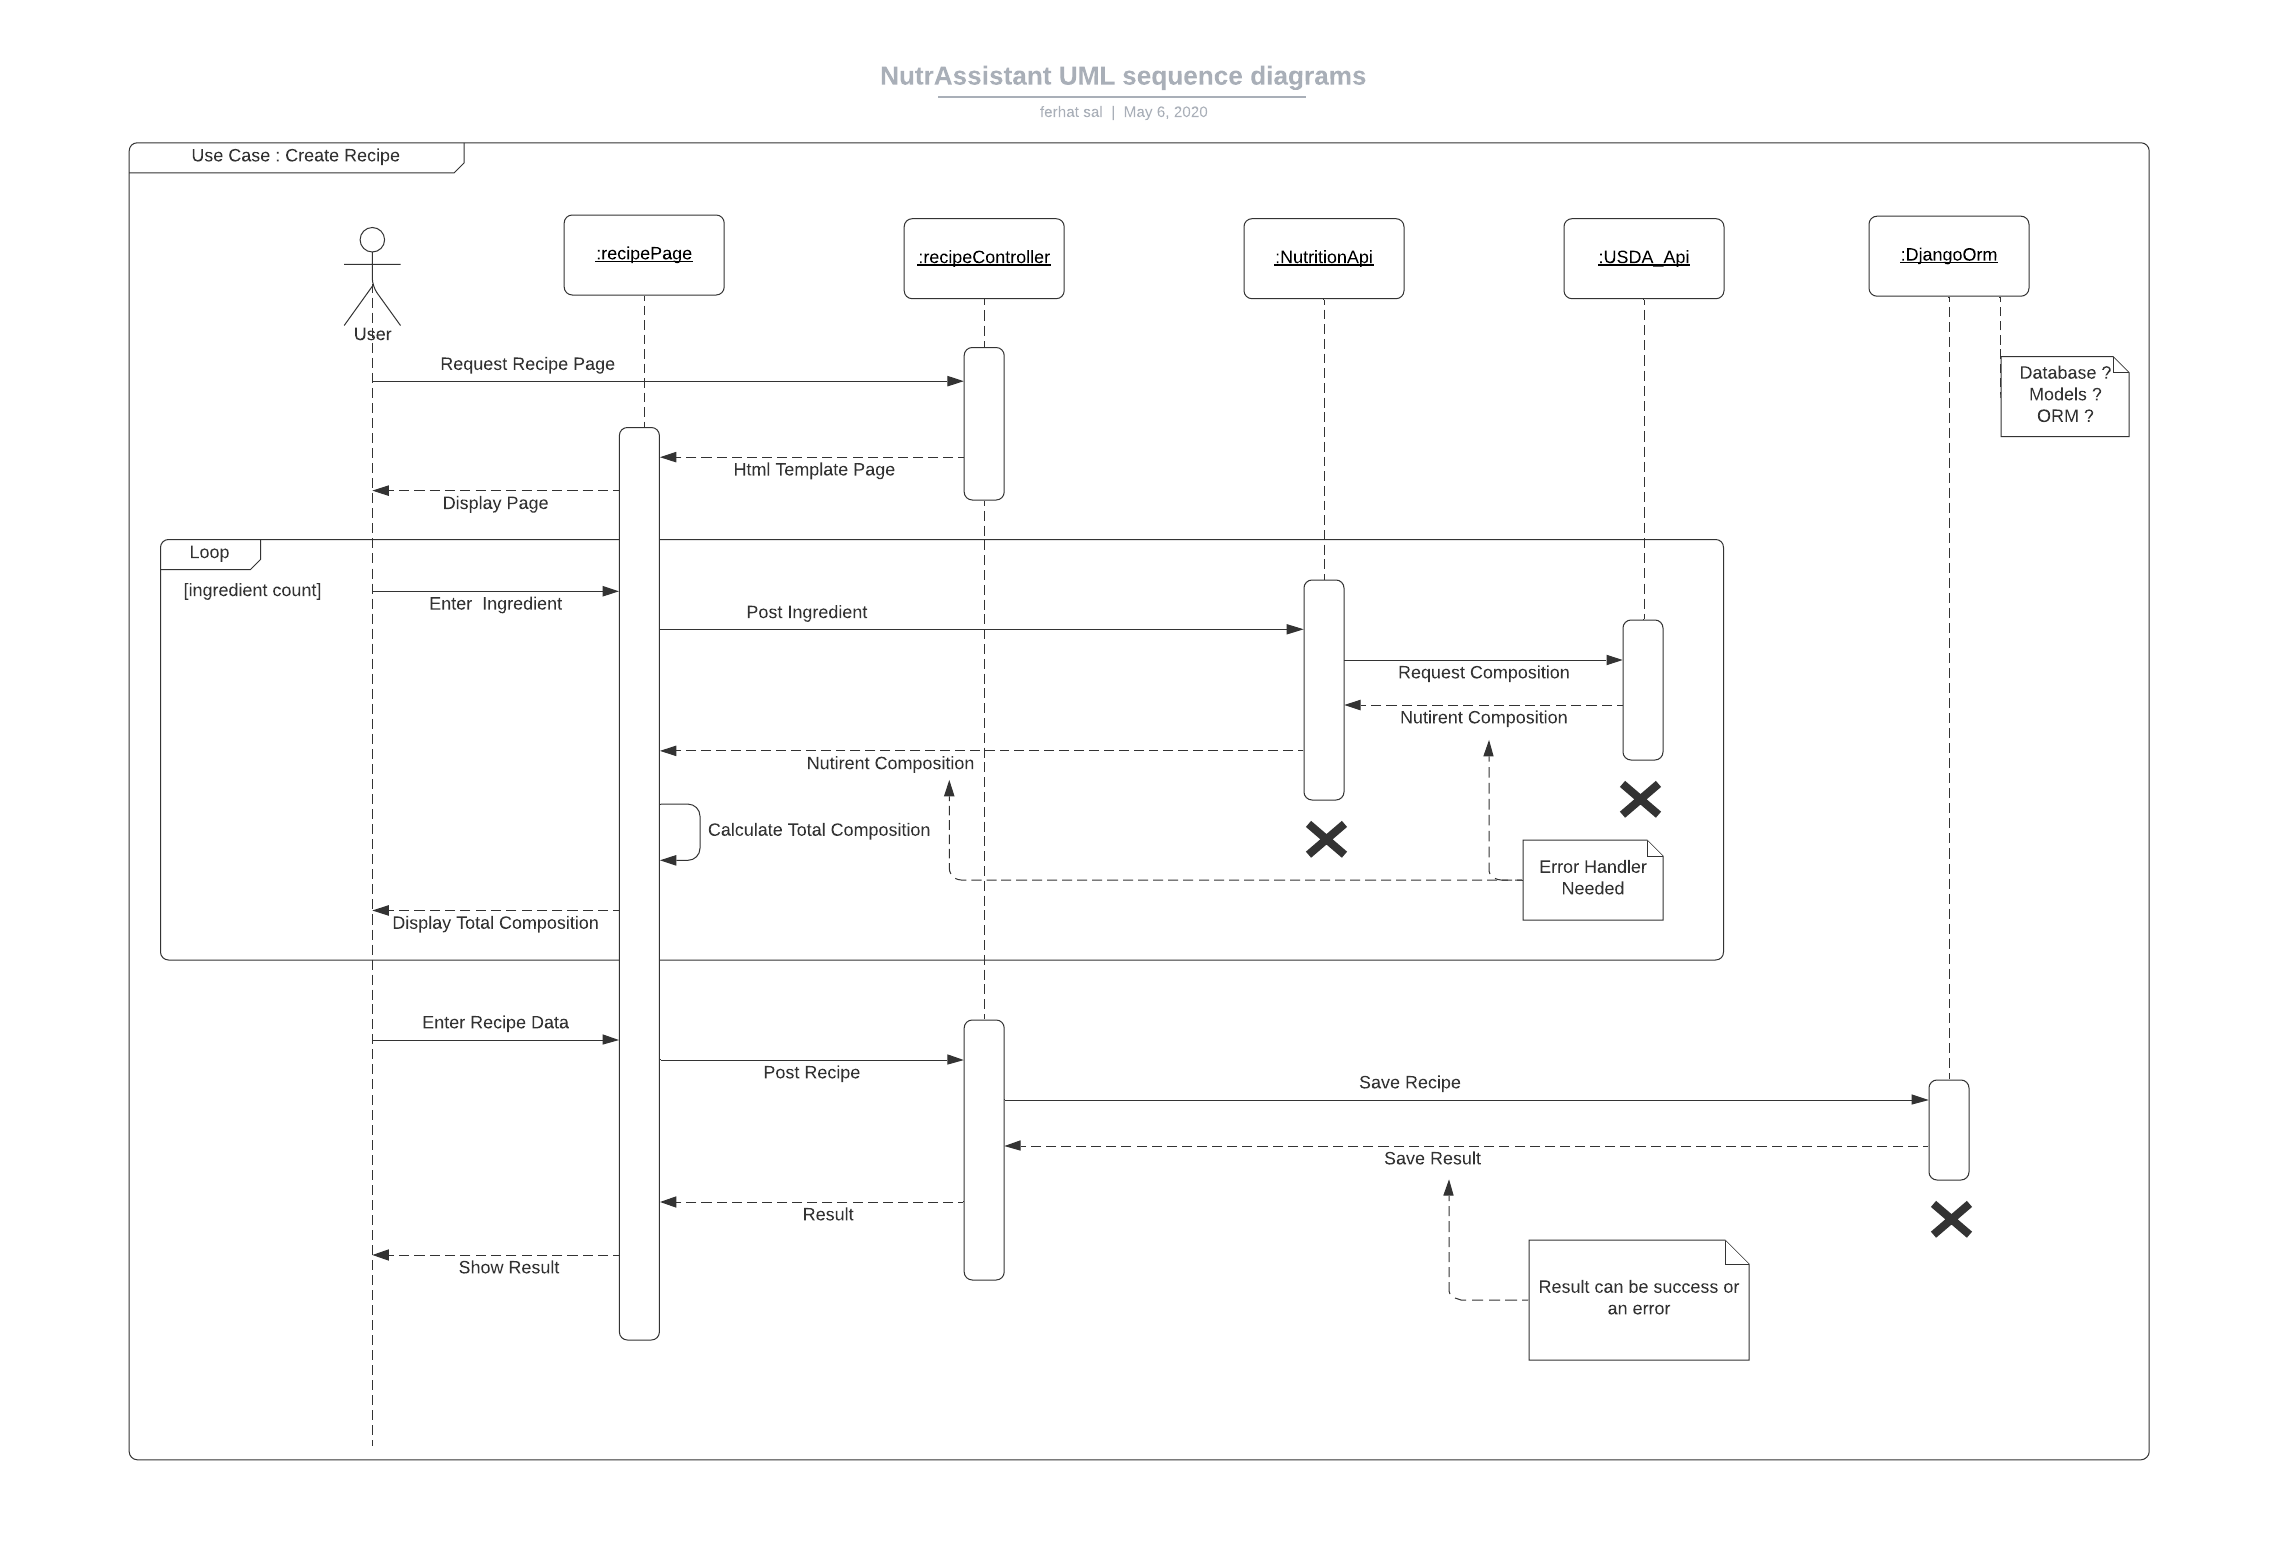 NutrAssistant UML sequence diagrams
ferhat sal | May 6, 2020
Use Case : Create Recipe
:recipePage
:recipeController
:NutritionApi
:USDA_Api
:DjangoOrm
User
Request Recipe Page
Database ?
Models ?
ORM ?
Html Template Page
Display Page
Loop
[ingredient count]
Enter Ingredient
Post Ingredient
Request Composition
Nutirent Composition
Nutirent Composition
Calculate Total Composition
Error Handler
Needed
Display Total Composition
Enter Recipe Data
Post Recipe
Save Recipe
Save Result
Result
Show Result
Result can be success or
an error